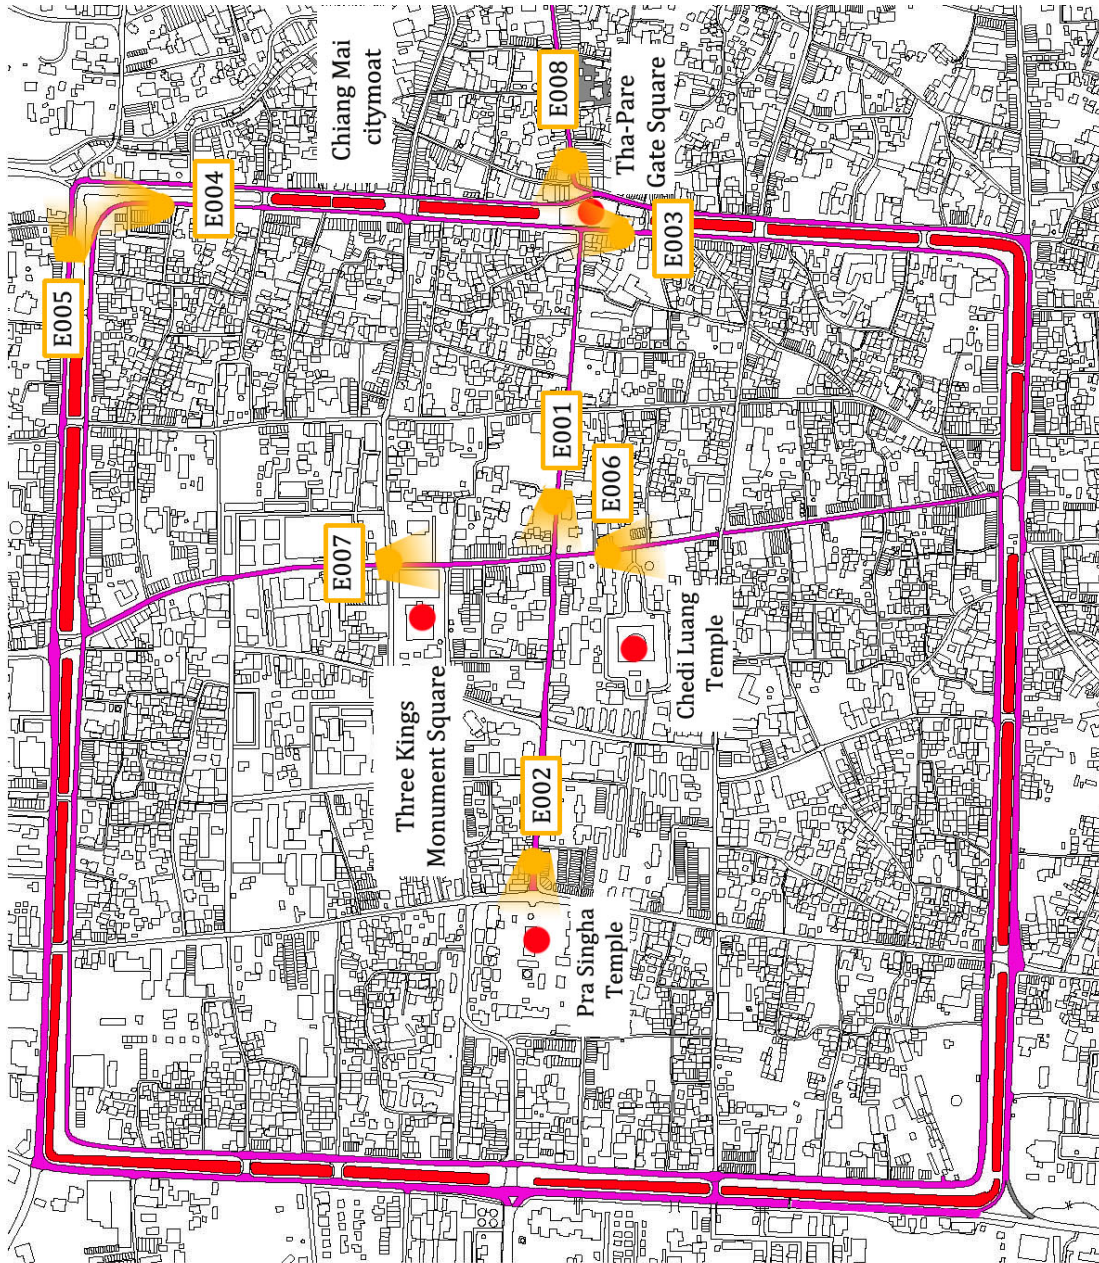 Chiang Mai
citymoat
E008
Tha-Pare
Gate Square
E004
E005
E003
E001
E006
E007
Three Kings
Monument Square
Chedi Luang
Temple
E002
Pra Singha
Temple